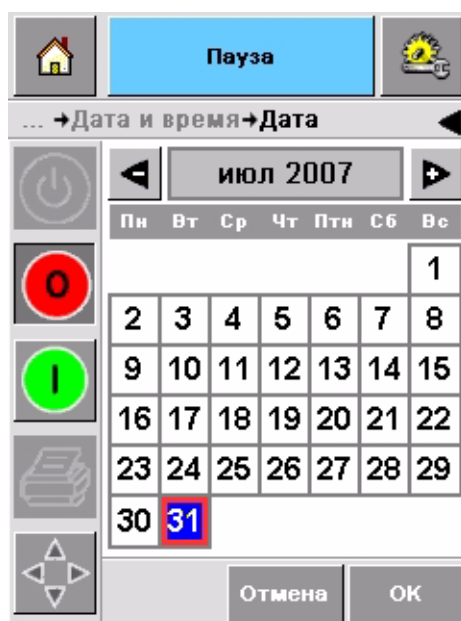 Пауза
... →Дата и время→Дата
июл 2007
Пн Вт Ср Чт Птн Сб Вс
1
2 3 4 5 6 7 8
9 10 11 12 13 14 15
16 17 18 19 20 21 22
23 24 25 26 27 28 29
30 31
Отмена OK